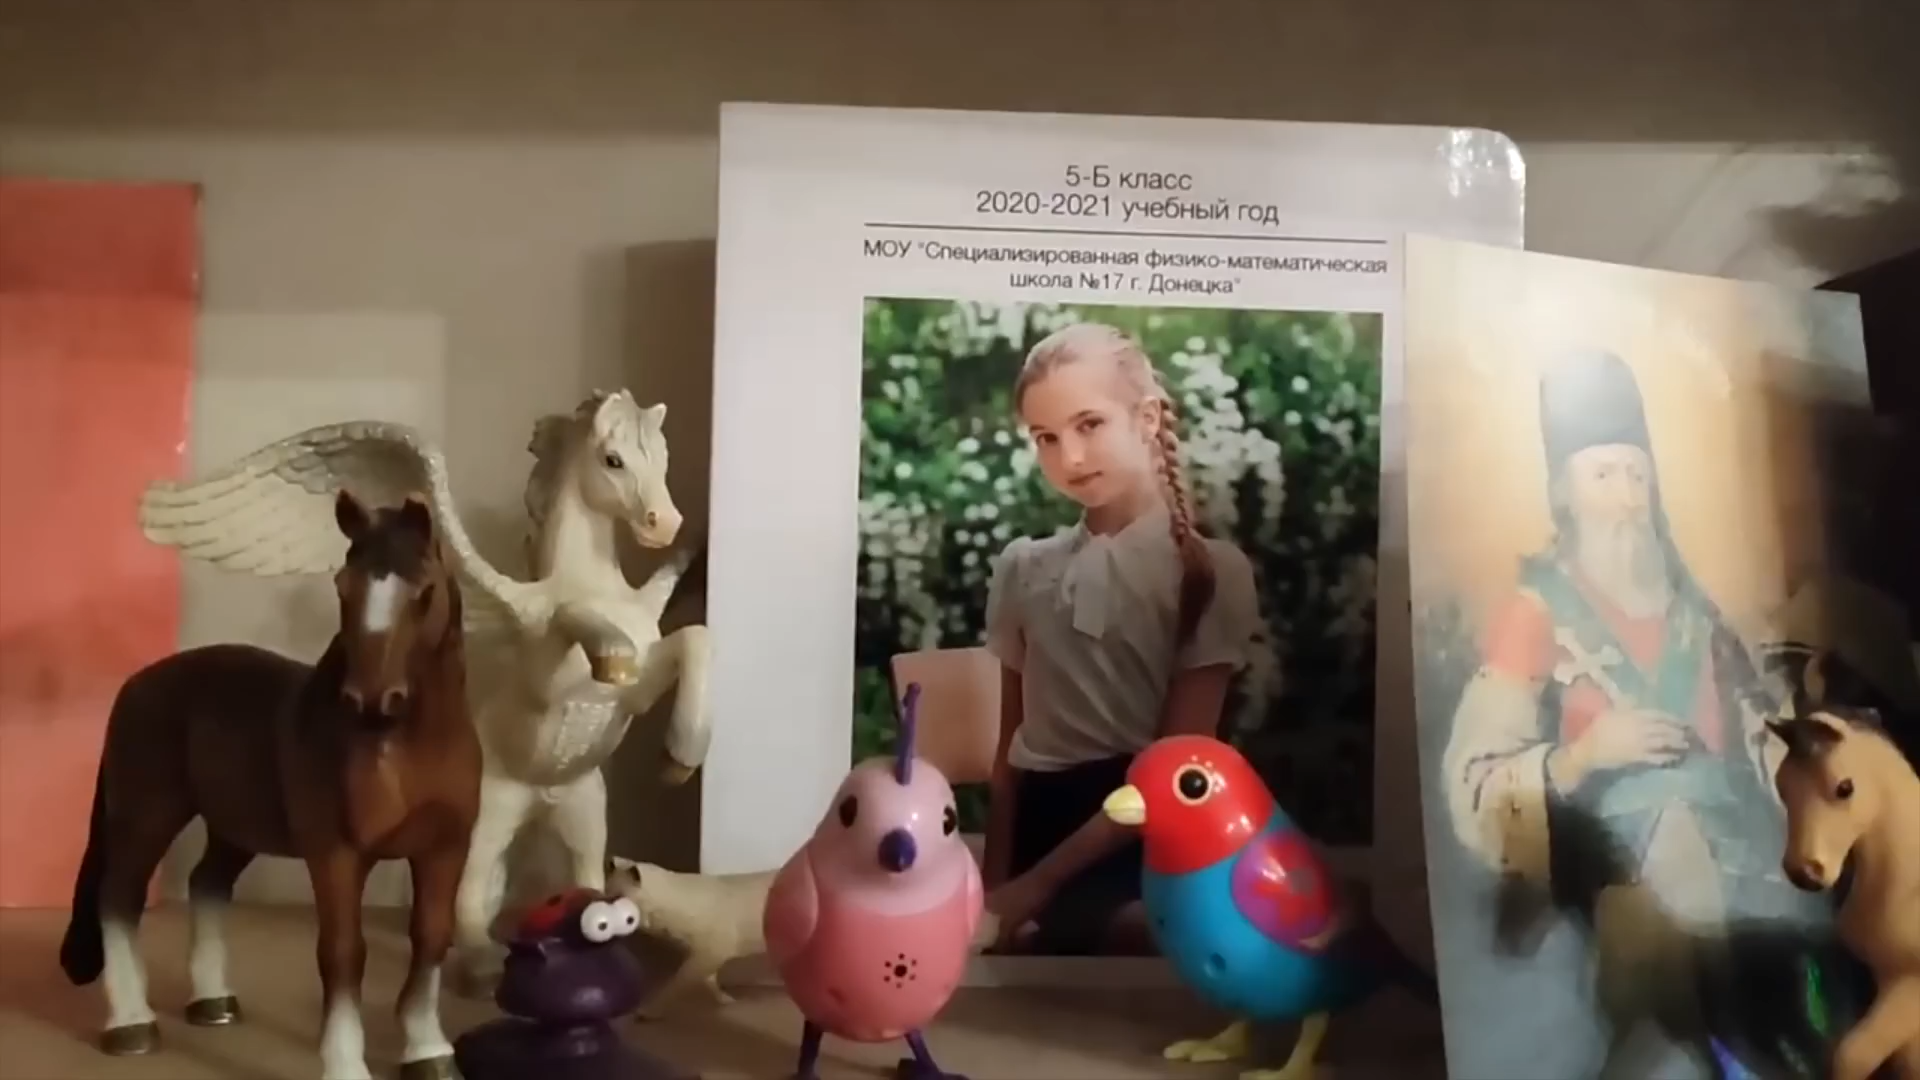 5-Б класс
2020-2021 учебный год
МОУ "Специализированная физико-математическая
школа №17 г. Донецка"